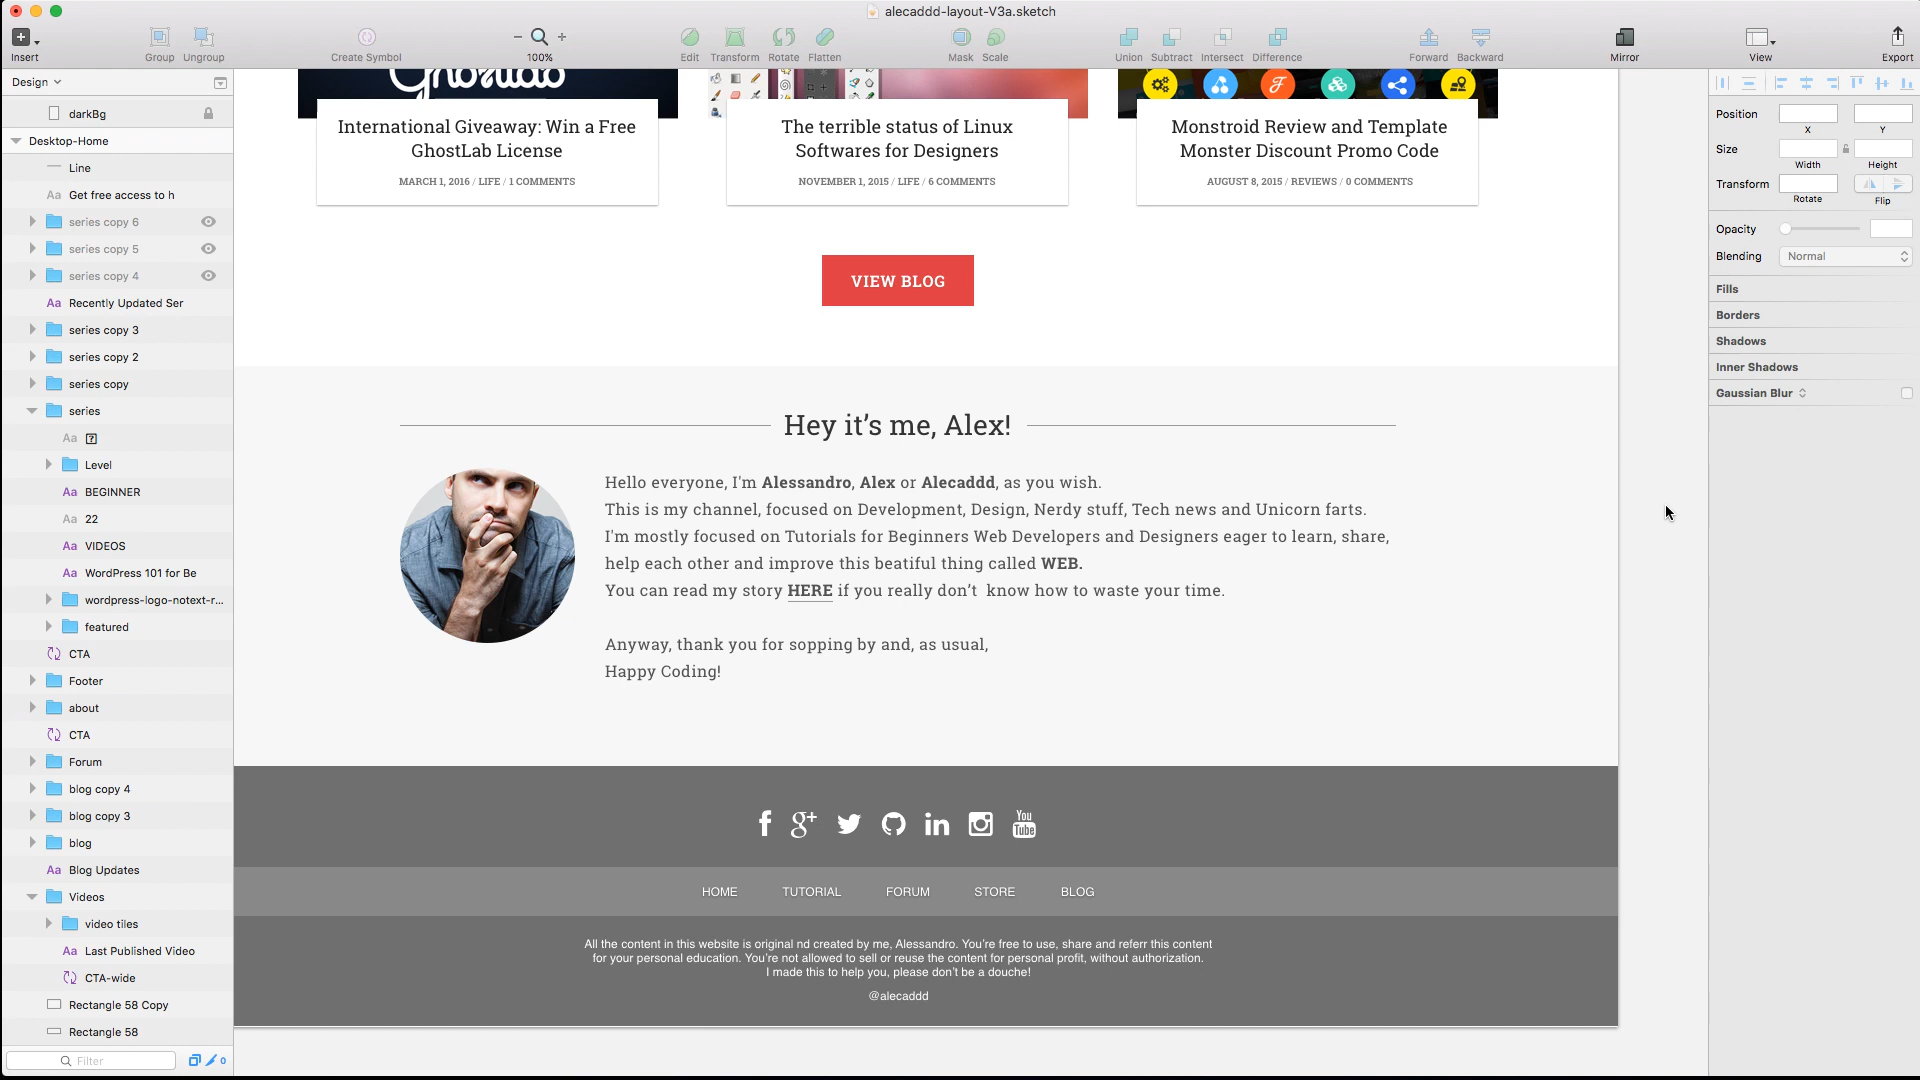 alecaddd-layout-V3a.sketch
Insert
Group
Ungroup
Create Symbol
100%
Edit
Transform
Rotate
Flatten
Mask
Scale
Union
Subtract
Intersect
Difference
Forward
Backward
Mirror
View
Export
Design
darkBg
Desktop-Home
Line
Aa Get free access to h
series copy 6
series copy 5
series copy 4
Aa Recently Updated Ser
series copy 3
series copy 2
series copy
series
Aa
Level
Aa BEGINNER
Aa 22
Aa VIDEOS
Aa WordPress 101 for Be
wordpress-logo-notext-r...
featured
CTA
Footer
about
CTA
Forum
blog copy 4
blog copy 3
blog
Aa Blog Updates
Videos
video tiles
Aa Last Published Video
CTA-wide
Rectangle 58 Copy
Rectangle 58
Filter
0
International Giveaway: Win a Free
GhostLab License
MARCH 1, 2016 / LIFE / 1 COMMENTS
The terrible status of Linux
Softwares for Designers
NOVEMBER 1, 2015 / LIFE / 6 COMMENTS
Monstroid Review and Template
Monster Discount Promo Code
AUGUST 8, 2015 / REVIEWS / 0 COMMENTS
VIEW BLOG
Hey it’s me, Alex!
Hello everyone, I'm Alessandro, Alex or Alecaddd, as you wish.
This is my channel, focused on Development, Design, Nerdy stuff, Tech news and Unicorn farts.
I'm mostly focused on Tutorials for Beginners Web Developers and Designers eager to learn, share,
help each other and improve this beatiful thing called WEB.
You can read my story HERE if you really don’t know how to waste your time.
Anyway, thank you for sopping by and, as usual,
Happy Coding!
You
Tube
HOME
TUTORIAL
FORUM
STORE
BLOG
All the content in this website is original nd created by me, Alessandro. You’re free to use, share and referr this content
for your personal education. You’re not allowed to sell or reuse the content for personal profit, without authorization.
I made this to help you, please don’t be a douche!
@alecaddd
Position
X
Y
Size
Width
Height
Transform
Rotate
Flip
Opacity
Blending
Normal
Fills
Borders
Shadows
Inner Shadows
Gaussian Blur